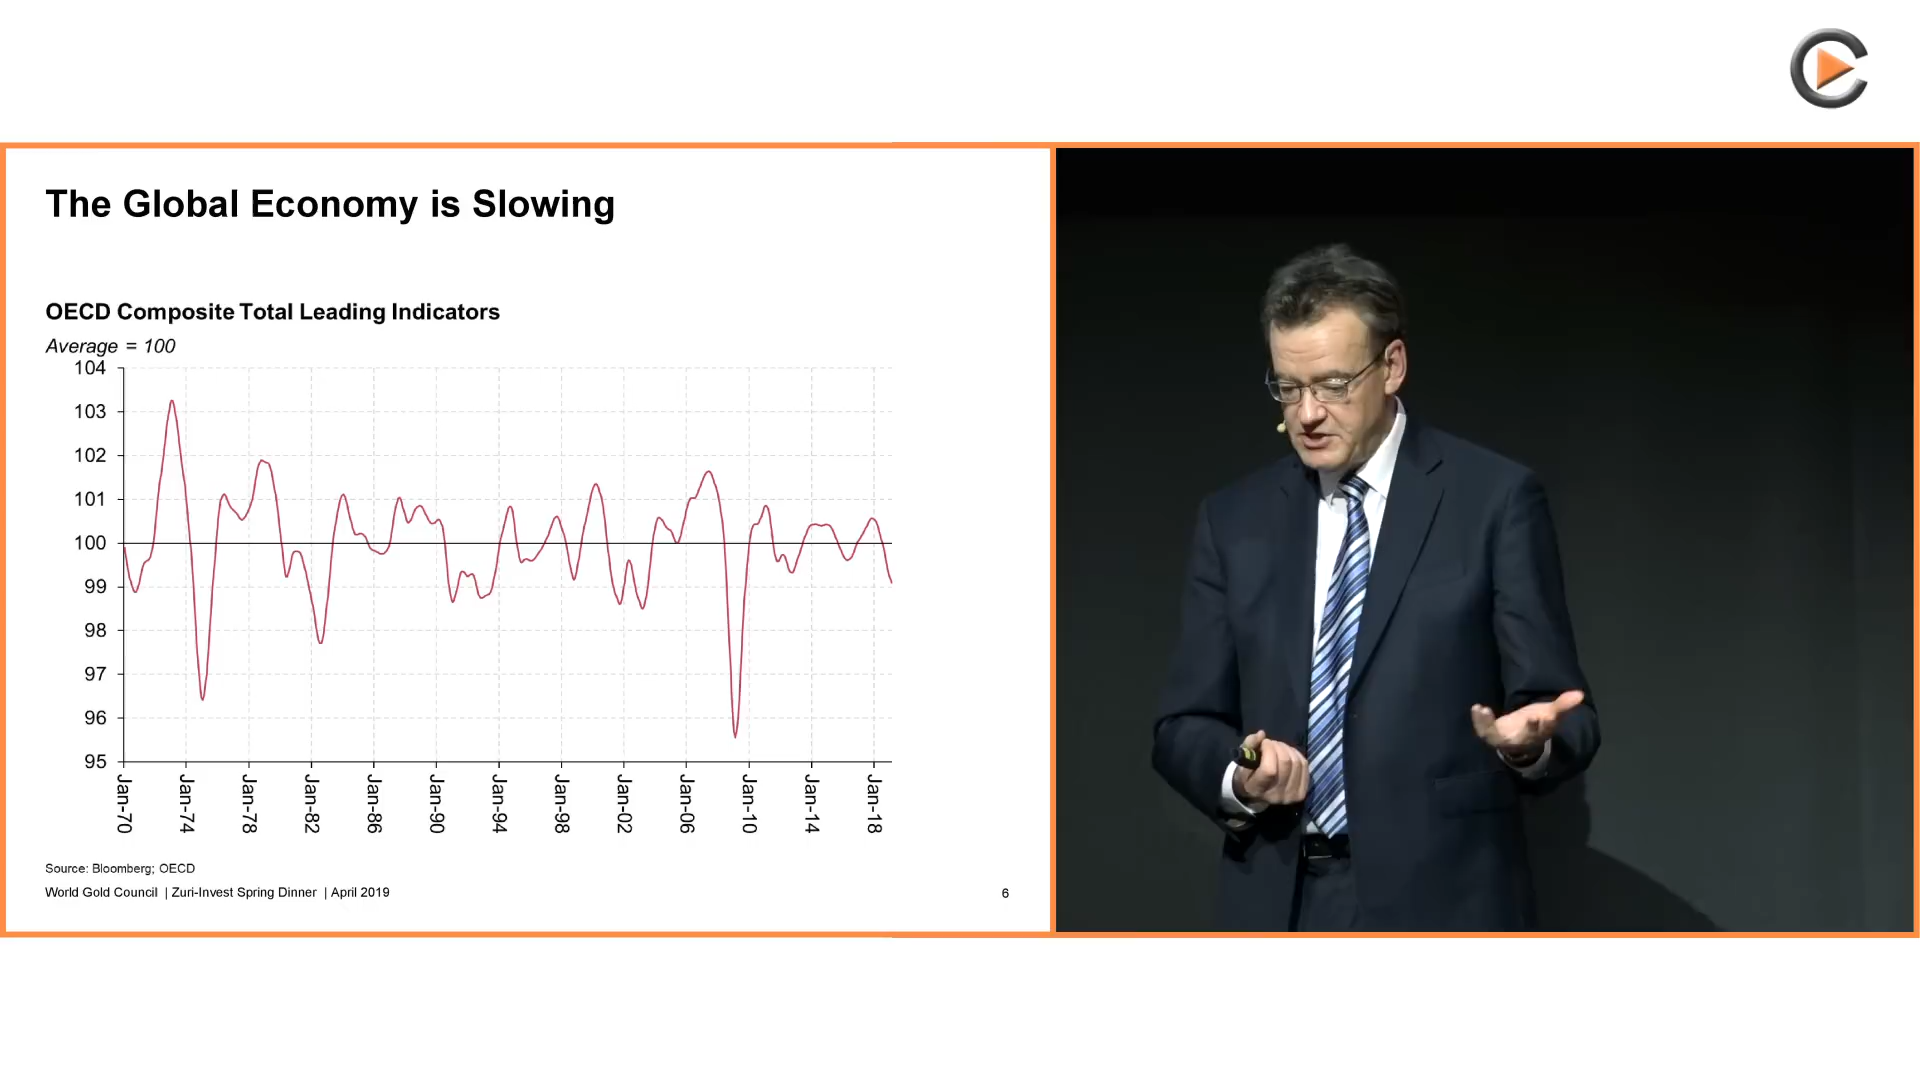 The Global Economy is Slowing
OECD Composite Total Leading Indicators
Average = 100
104
103
102
101
100
99
98
97
96
95
Jan-70
Jan-74
Jan-78
Jan-82
Jan-86
Jan-90
Jan-94
Jan-98
Jan-02
Jan-06
Jan-10
Jan-14
Jan-18
Source: Bloomberg; OECD
World Gold Council | Zuri-Invest Spring Dinner | April 2019
6